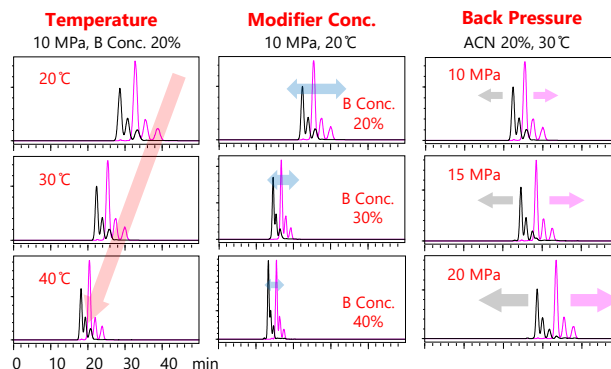 Temperature
10 MPa, B Conc. 20%
20℃
30℃
40℃
0 10 20 30 40 min
Modifier Conc.
10 MPa, 20℃
B Conc.
20%
B Conc.
30%
B Conc.
40%
Back Pressure
ACN 20%, 30℃
10 MPa
15 MPa
20 MPa